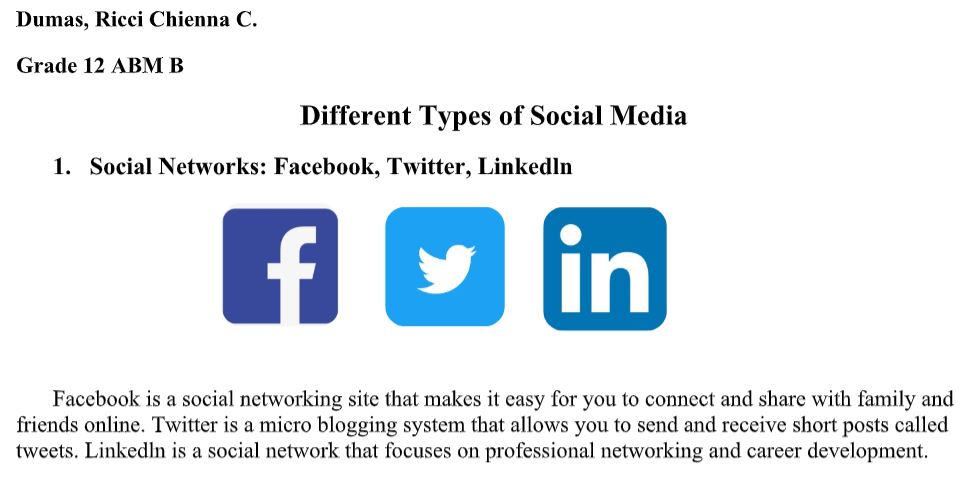 Dumas, Ricci Chienna C.
Grade 12 ABM B
Different Types of Social Media
1. Social Networks: Facebook, Twitter, Linkedln
f
in
Facebook is a social networking site that makes it easy for you to connect and share with family and
friends online. Twitter is a micro blogging system that allows you to send and receive short posts called
tweets. Linkedln is a social network that focuses on professional networking and career development.